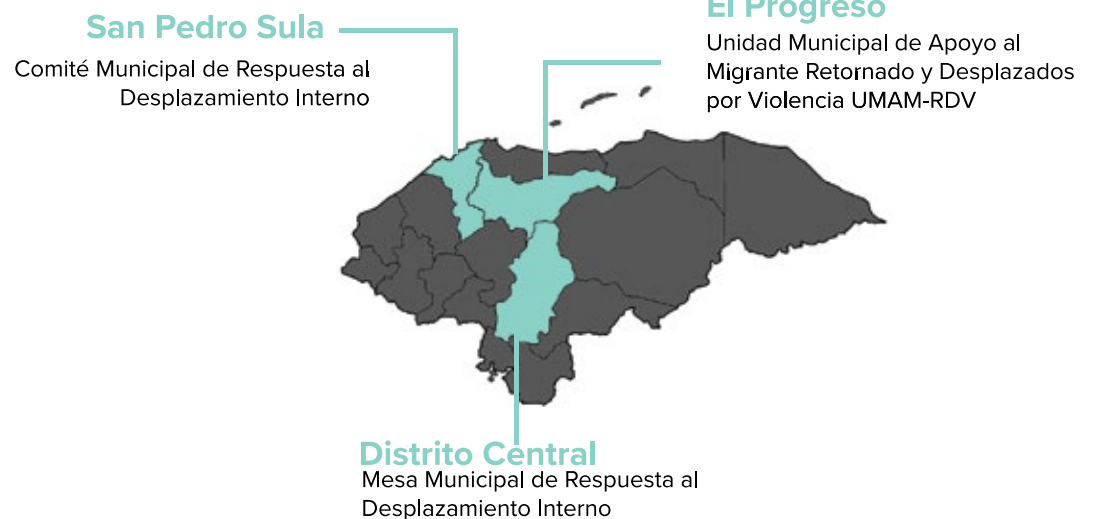 San Pedro Sula
Comité Municipal de Respuesta al
Desplazamiento Interno
El Progreso
Unidad Municipal de Apoyo al
Migrante Retornado y Desplazados
por Violencia UMAM-RDV
Distrito Central
Mesa Municipal de Respuesta al
Desplazamiento Interno